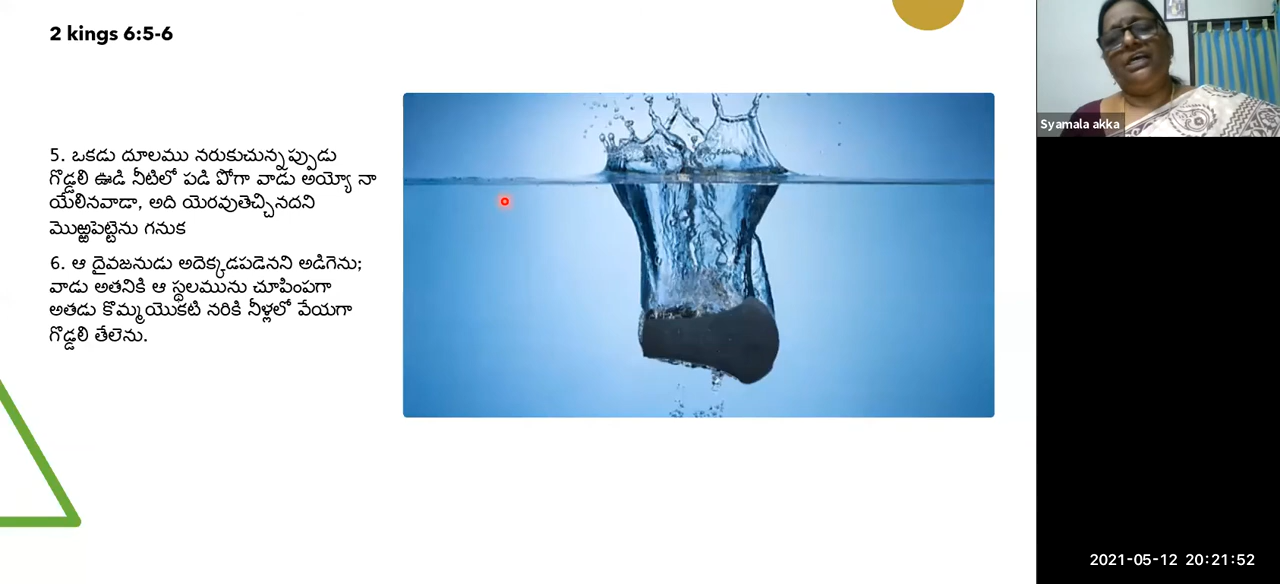 2 kings 6:5-6
5. ఒకడు దూలము నరుకుచున్నప్పుడు
గొడ్డలి ఊడి నీటిలో పడి పోగా వాడు అయ్యో నా
యేలినవాడా, అది యెరవుతెచ్చినదని
మొఱ్ఱపెట్టెను గనుక
6. ఆ దైవజనుడు అదెక్కడపడెనని అడిగెను;
వాడు అతనికి ఆ స్థలమును చూపింపగా
అతడు కొమ్మయొకటి నరికి నీళ్లలో వేయగా
గొడ్డలి తేలెను.
Syamala akka
2021-05-12 20:21:52